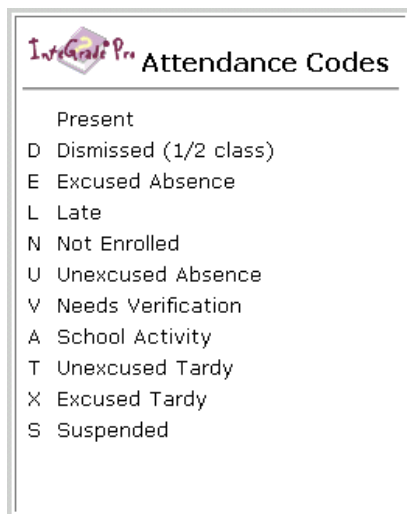 InteGrade Pro Attendance Codes
Present
D Dismissed (1/2 class)
E Excused Absence
L Late
N Not Enrolled
U Unexcused Absence
V Needs Verification
A School Activity
T Unexcused Tardy
X Excused Tardy
S Suspended